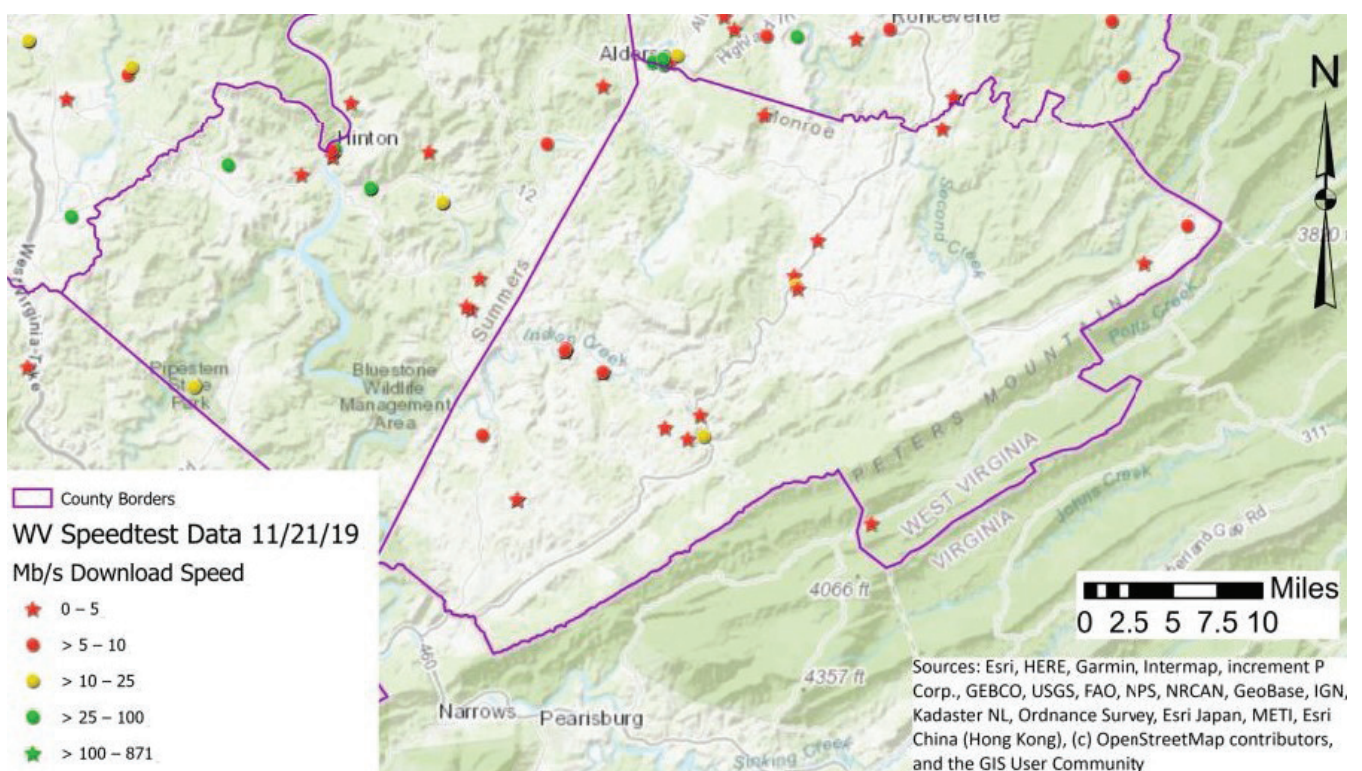 Ronceverte
Alderson
Highland
N
Hinton
Monroe
12
Second Creek
3820 ft
West Virginia Tpke
Summers
Indian Creek
Potts Creek
Pipestem
State
Park
Bluestone
Wildlife
Management
Area
PETERS MOUNTAIN
311
WEST VIRGINIA
VIRGINIA
Johns Creek
County Borders
WV Speedtest Data 11/21/19
Mb/s Download Speed
0 – 5
> 5 – 10
> 10 – 25
> 25 – 100
> 100 – 871
4066 ft
Miles
0 2.5 5 7.5 10
460
4357 ft
Narrows
Pearisburg
Sinking Creek
Sources: Esri, HERE, Garmin, Intermap, increment P
Corp., GEBCO, USGS, FAO, NPS, NRCAN, GeoBase, IGN,
Kadaster NL, Ordnance Survey, Esri Japan, METI, Esri
China (Hong Kong), (c) OpenStreetMap contributors,
and the GIS User Community